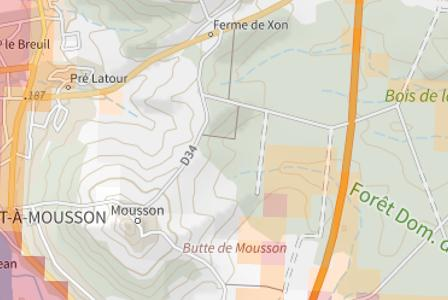 Ferme de Xon
le Breuil
Pré Latour
187
Bois de
D34
Forêt Dom.
T-À-MOUSSON
Mousson
Butte de Mousson
ean